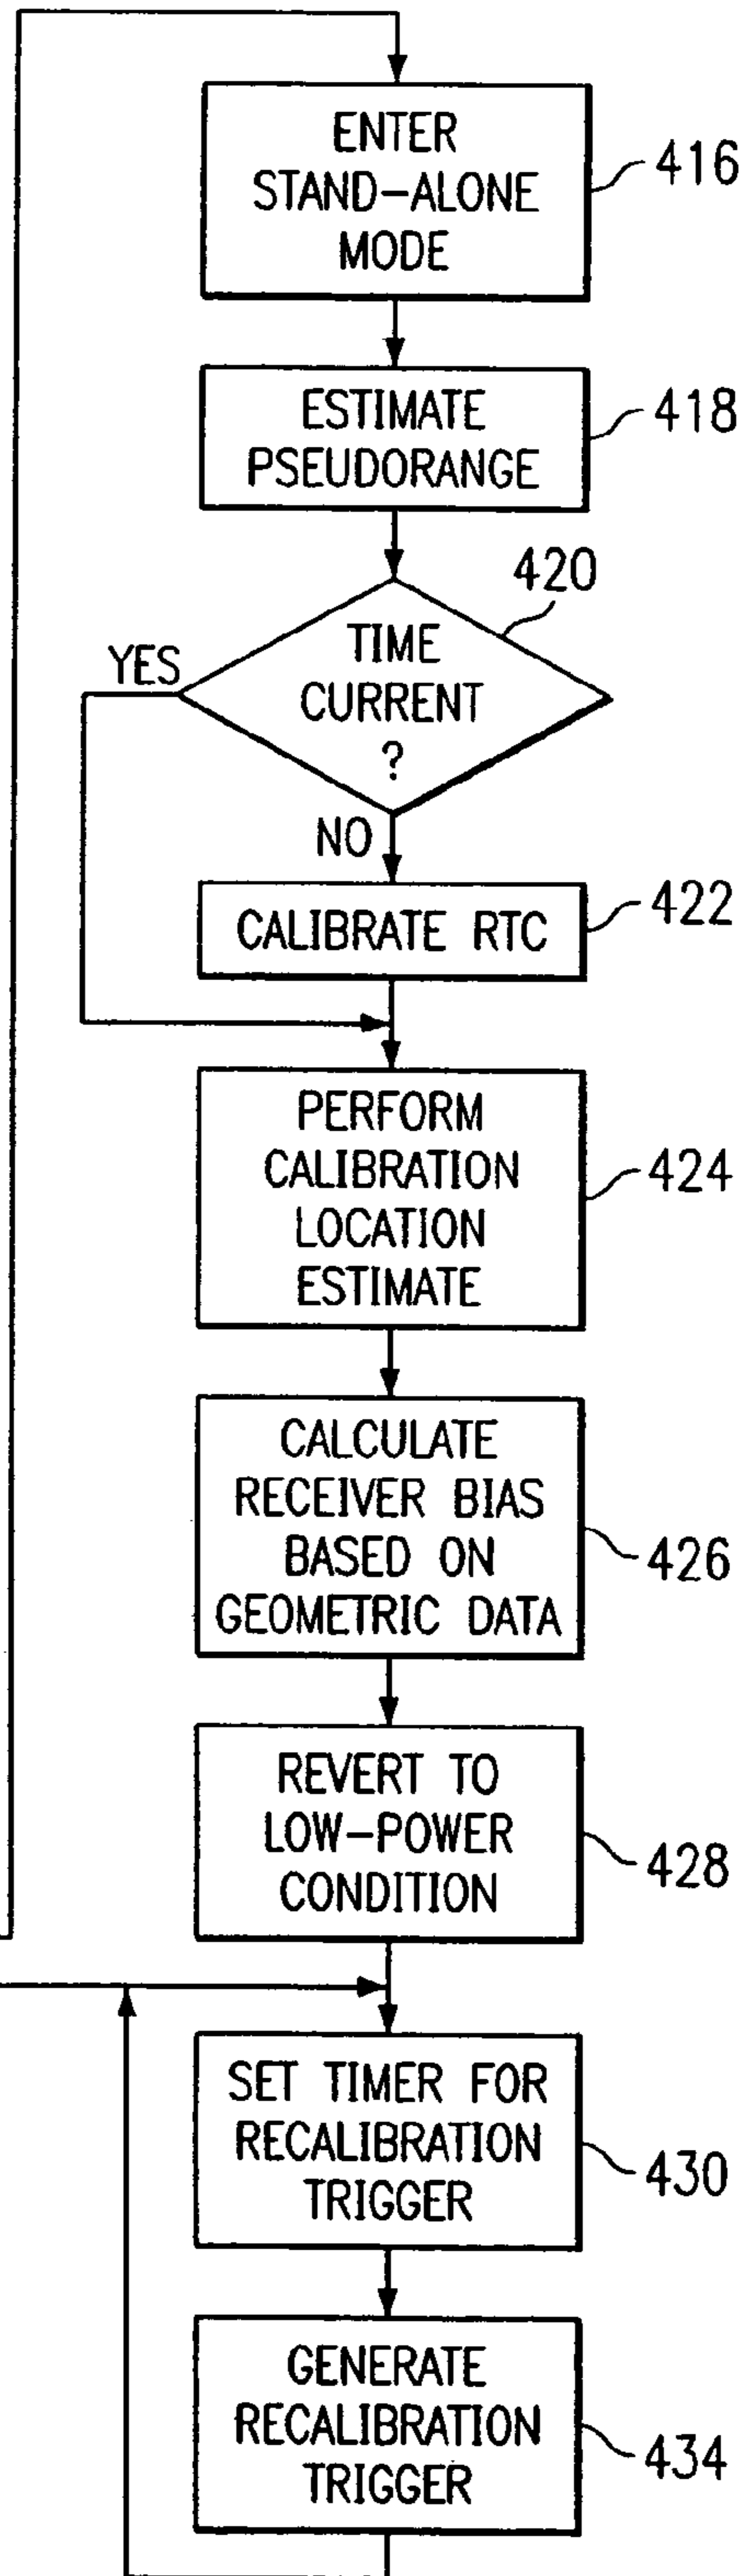 ENTER
STAND-ALONE
MODE
416
ESTIMATE
PSEUDORANGE
418
420
TIME
CURRENT
?
YES
NO
CALIBRATE RTC
422
PERFORM
CALIBRATION
LOCATION
ESTIMATE
424
CALCULATE
RECEIVER BIAS
BASED ON
GEOMETRIC DATA
426
REVERT TO
LOW-POWER
CONDITION
428
SET TIMER FOR
RECALIBRATION
TRIGGER
430
GENERATE
RECALIBRATION
TRIGGER
434